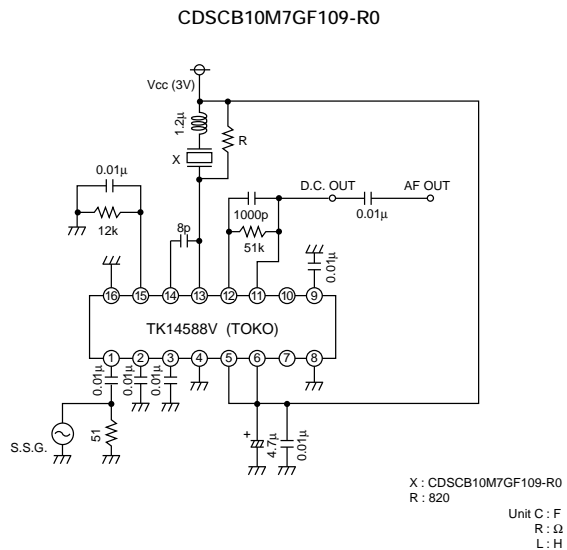 CDSCB10M7GF109-R0
Vcc (3V)
1.2μ
R
X
0.01μ
12k
8p
1000p
51k
D.C. OUT
0.01μ
AF OUT
0.01μ
16 15 14 13 12 11 10 9
TK14588V (TOKO)
1 2 3 4 5 6 7 8
0.01μ
0.01μ
0.01μ
S.S.G.
51
+
4.7μ
0.01μ
X : CDSCB10M7GF109-R0
R : 820
Unit C : F
R : Ω
L : H